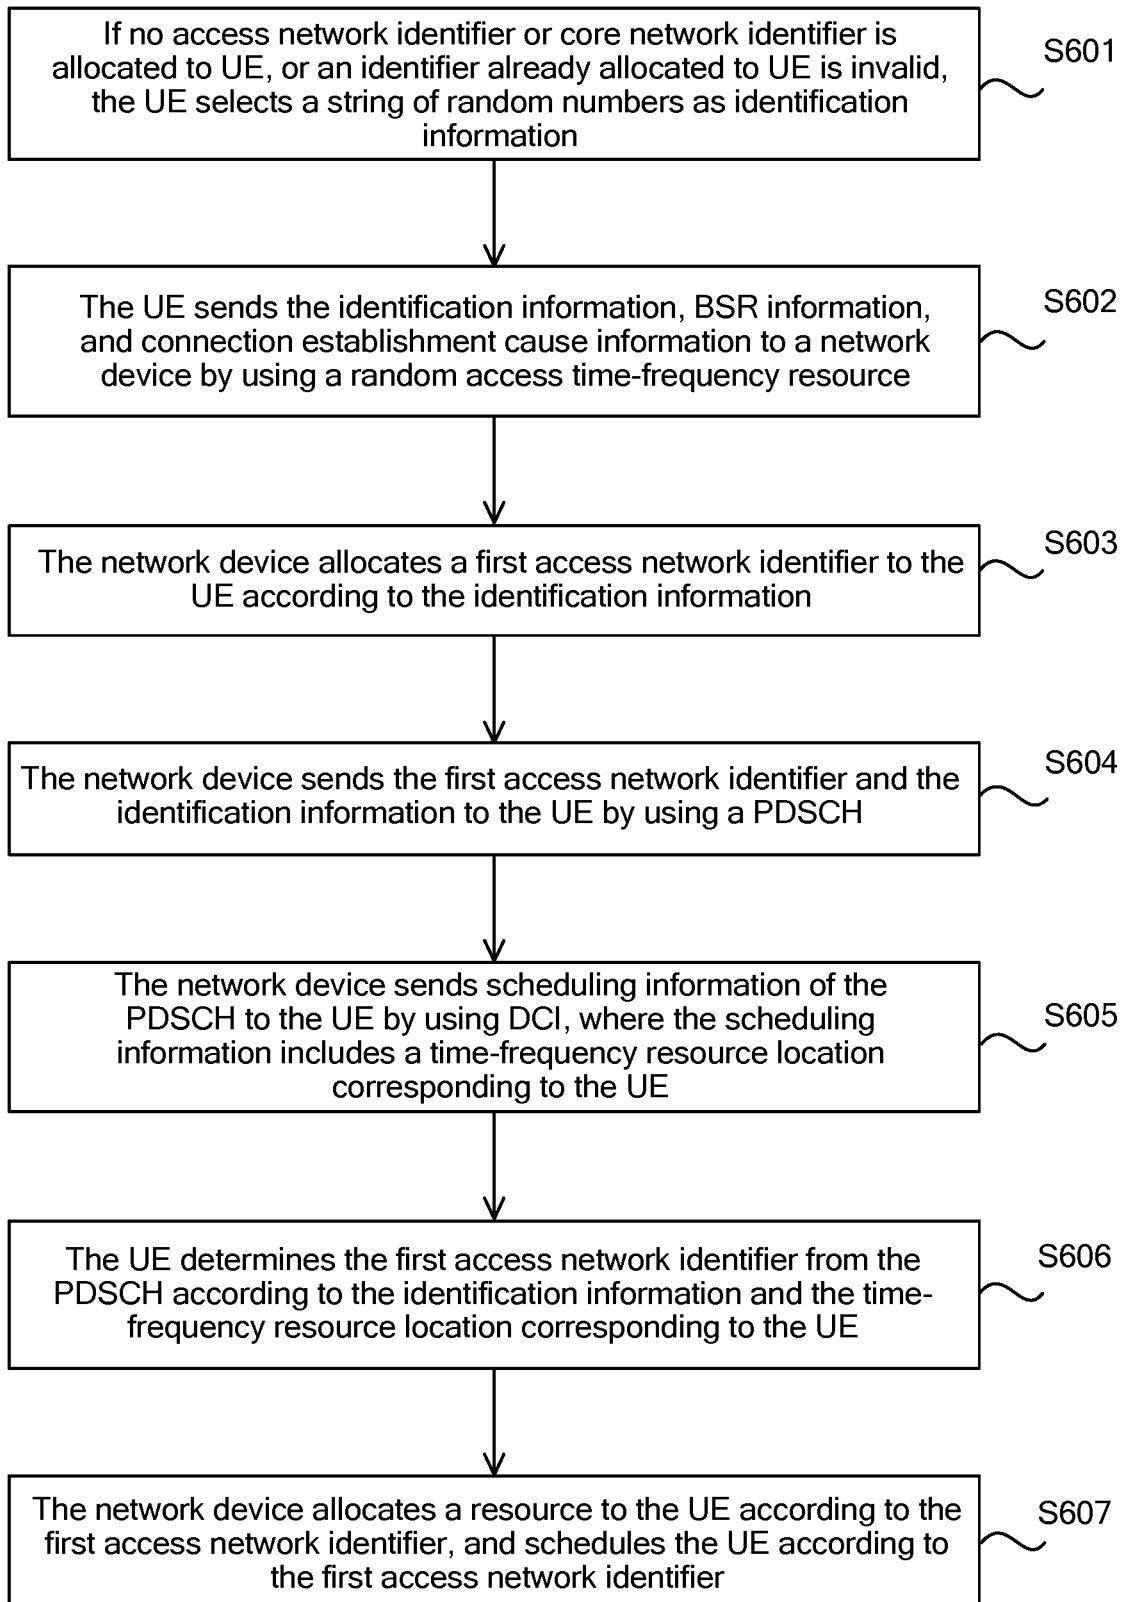 If no access network identifier or core network identifier is
allocated to UE, or an identifier already allocated to UE is invalid,
the UE selects a string of random numbers as identification
information
S601
The UE sends the identification information, BSR information,
and connection establishment cause information to a network
device by using a random access time-frequency resource
S602
The network device allocates a first access network identifier to the
UE according to the identification information
S603
The network device sends the first access network identifier and the
identification information to the UE by using a PDSCH
S604
The network device sends scheduling information of the
PDSCH to the UE by using DCI, where the scheduling
information includes a time-frequency resource location
corresponding to the UE
S605
The UE determines the first access network identifier from the
PDSCH according to the identification information and the time-
frequency resource location corresponding to the UE
S606
The network device allocates a resource to the UE according to the
first access network identifier, and schedules the UE according to
the first access network identifier
S607